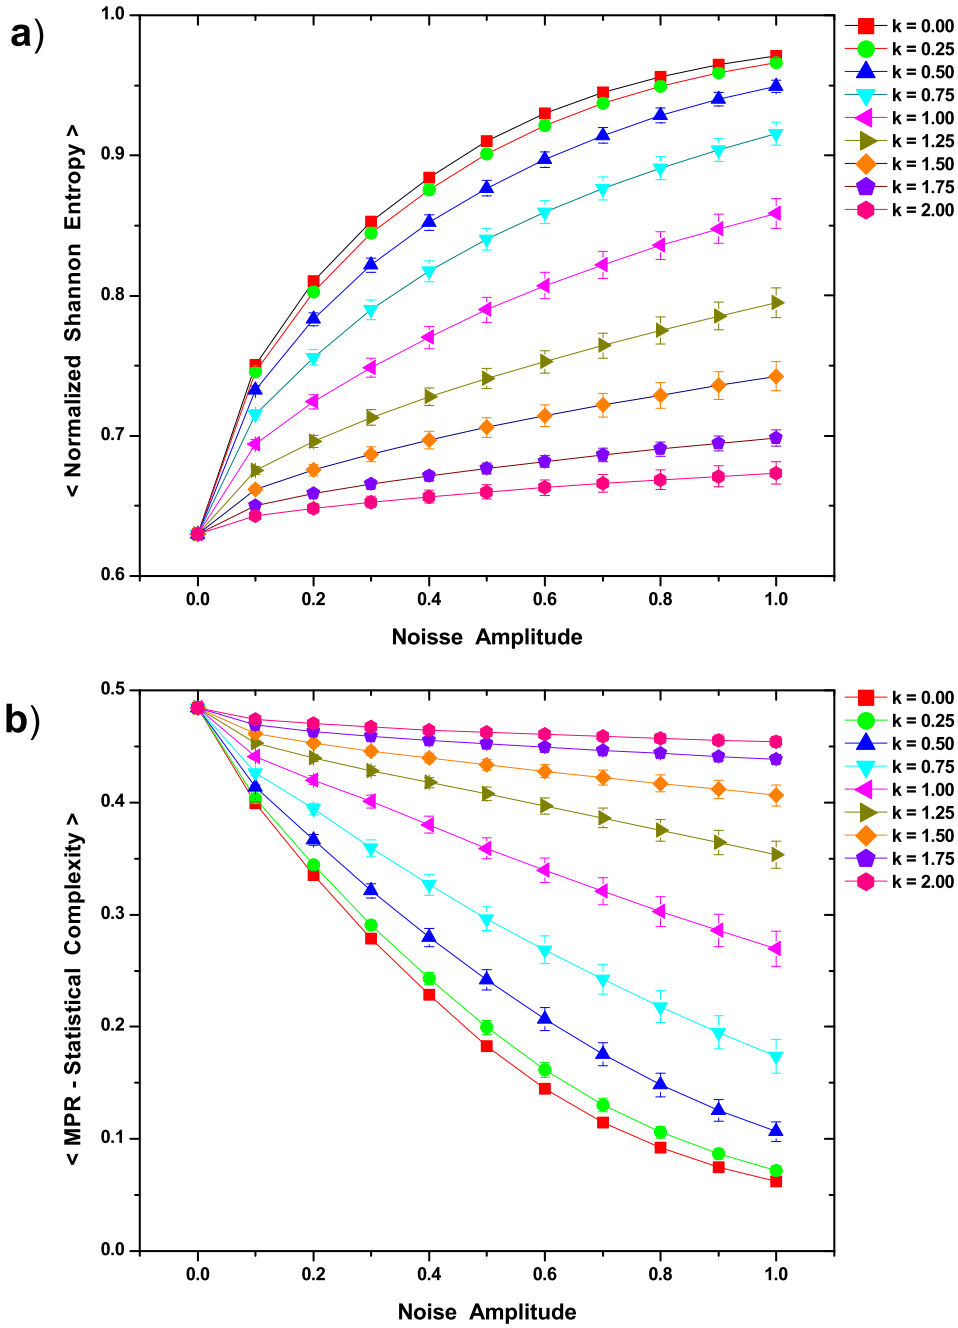 a)
< Normalized Shannon Entropy >
1.0
0.9
0.8
0.7
0.6
0.0 0.2 0.4 0.6 0.8 1.0
Noisse Amplitude
k = 0.00
k = 0.25
k = 0.50
k = 0.75
k = 1.00
k = 1.25
k = 1.50
k = 1.75
k = 2.00
b)
< MPR - Statistical Complexity >
0.5
0.4
0.3
0.2
0.1
0.0
0.0 0.2 0.4 0.6 0.8 1.0
Noise Amplitude
k = 0.00
k = 0.25
k = 0.50
k = 0.75
k = 1.00
k = 1.25
k = 1.50
k = 1.75
k = 2.00